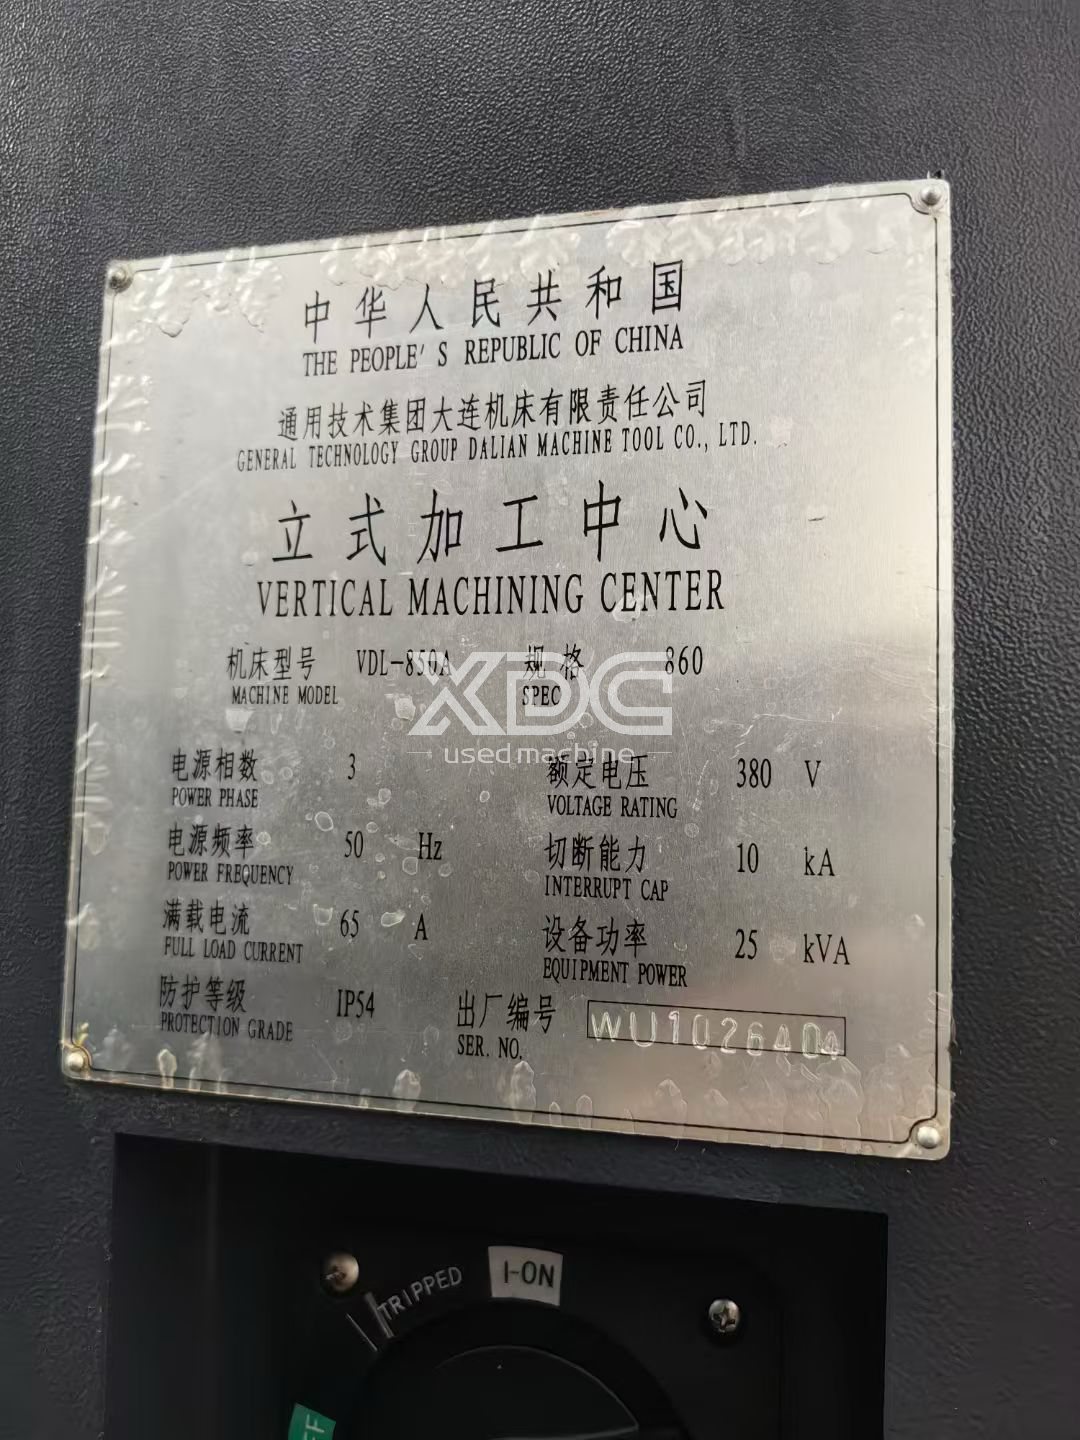 中华人民共和国
THE PEOPLE'S REPUBLIC OF CHINA
通用技术集团大连机床有限责任公司
GENERAL TECHNOLOGY GROUP DALIAN MACHINE TOOL CO., LTD.
立式加工中心
VERTICAL MACHINING CENTER
机床型号 VDL-850A 规格 860
MACHINE MODEL SPEC
XDC
usedmachine
电源相数 3 额定电压 380 V
POWER PHASE VOLTAGE RATING
电源频率 50 Hz 切断能力 10 kA
POWER FREQUENCY INTERRUPT CAP
满载电流 65 A 设备功率 25 kVA
FULL LOAD CURRENT EQUIPMENT POWER
防护等级 IP54 出厂编号 WU1026404
PROTECTION GRADE SER. NO.
TRIPPED I-ON